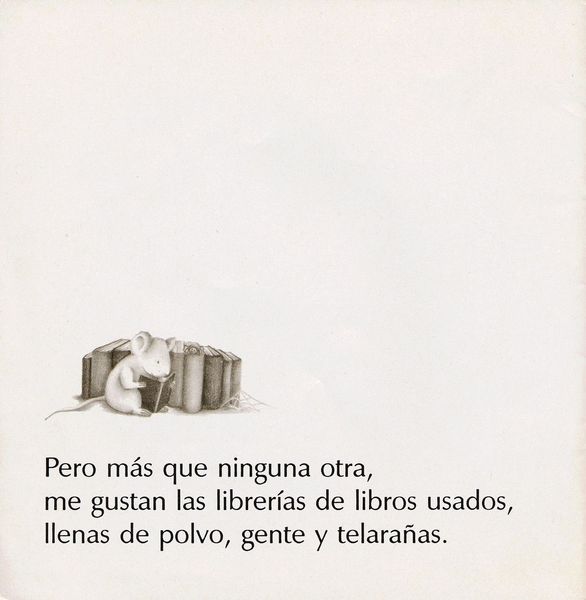 Pero más que ninguna otra,
me gustan las librerías de libros usados,
llenas de polvo, gente y telarañas.